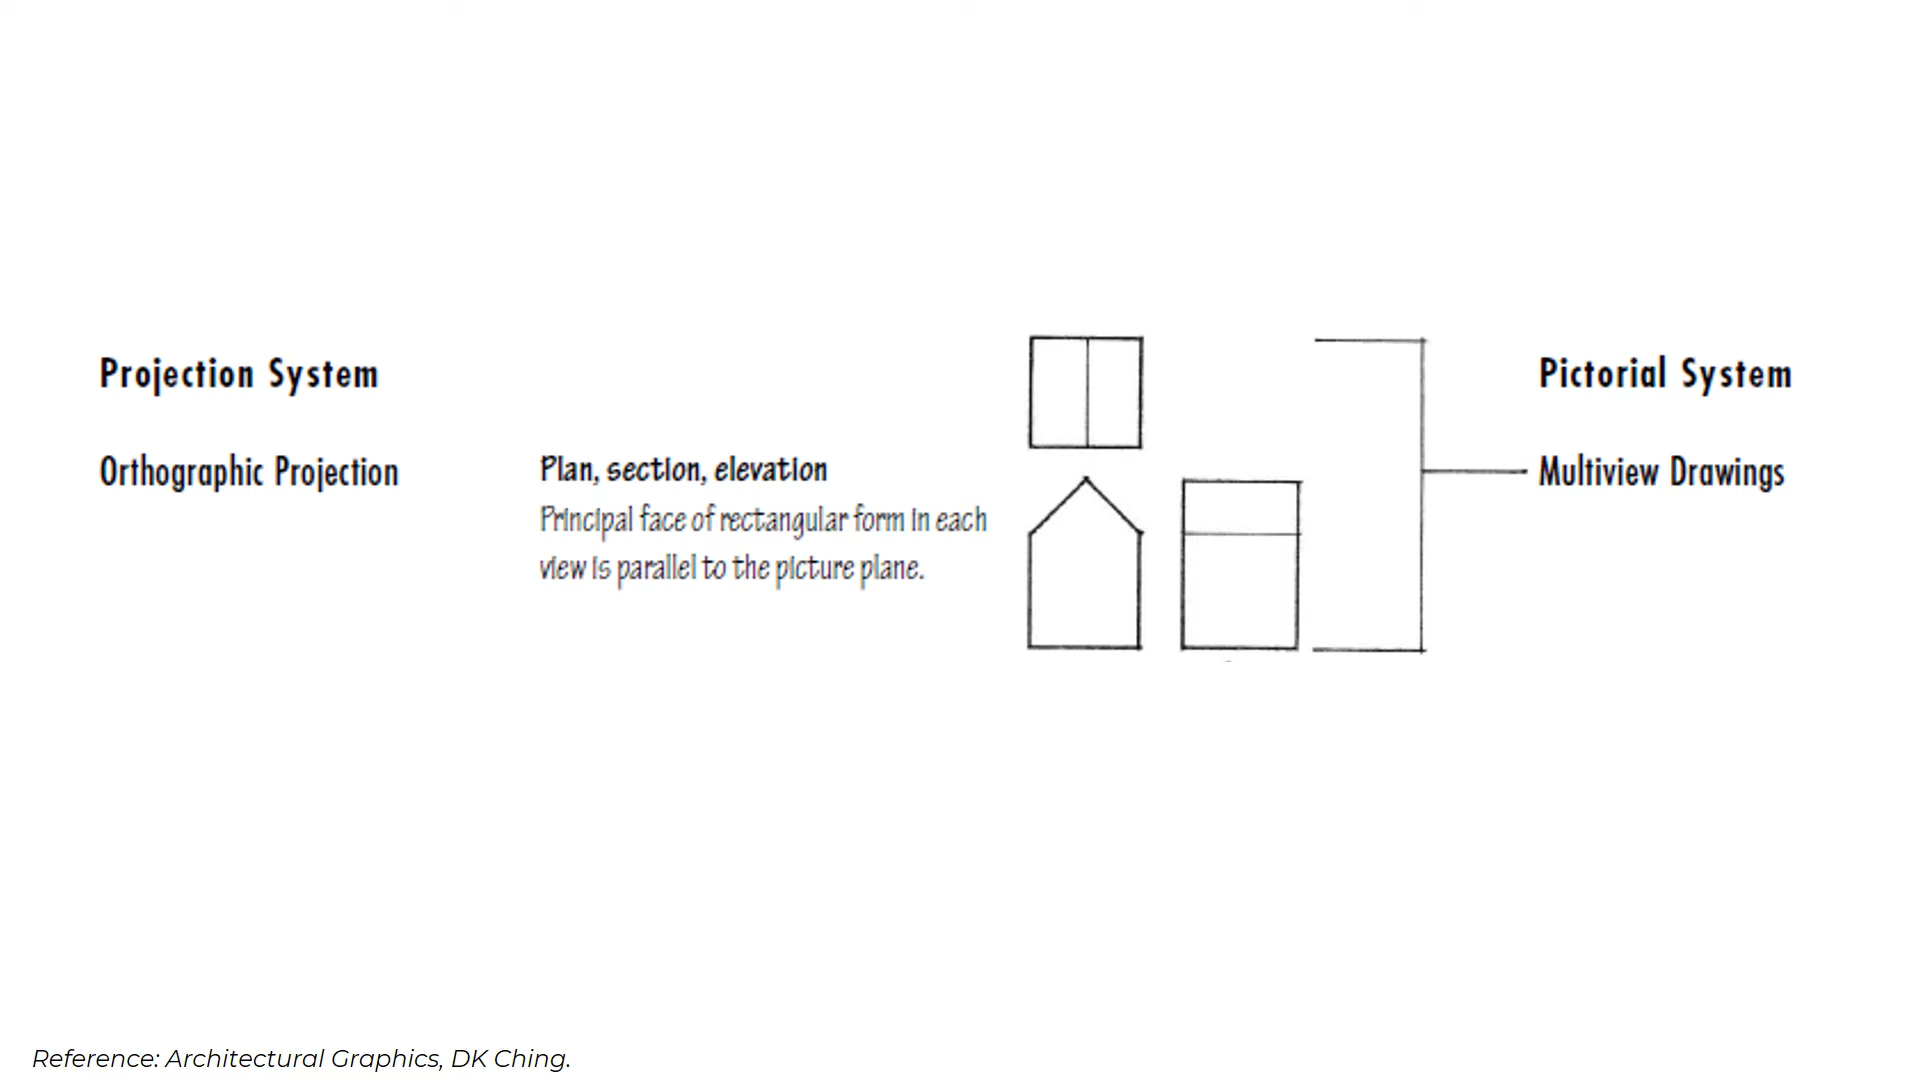 Projection System
Pictorial System
Orthographic Projection
Plan, section, elevation
Principal face of rectangular form in each
view is parallel to the picture plane.
Multiview Drawings
Reference: Architectural Graphics, DK Ching.